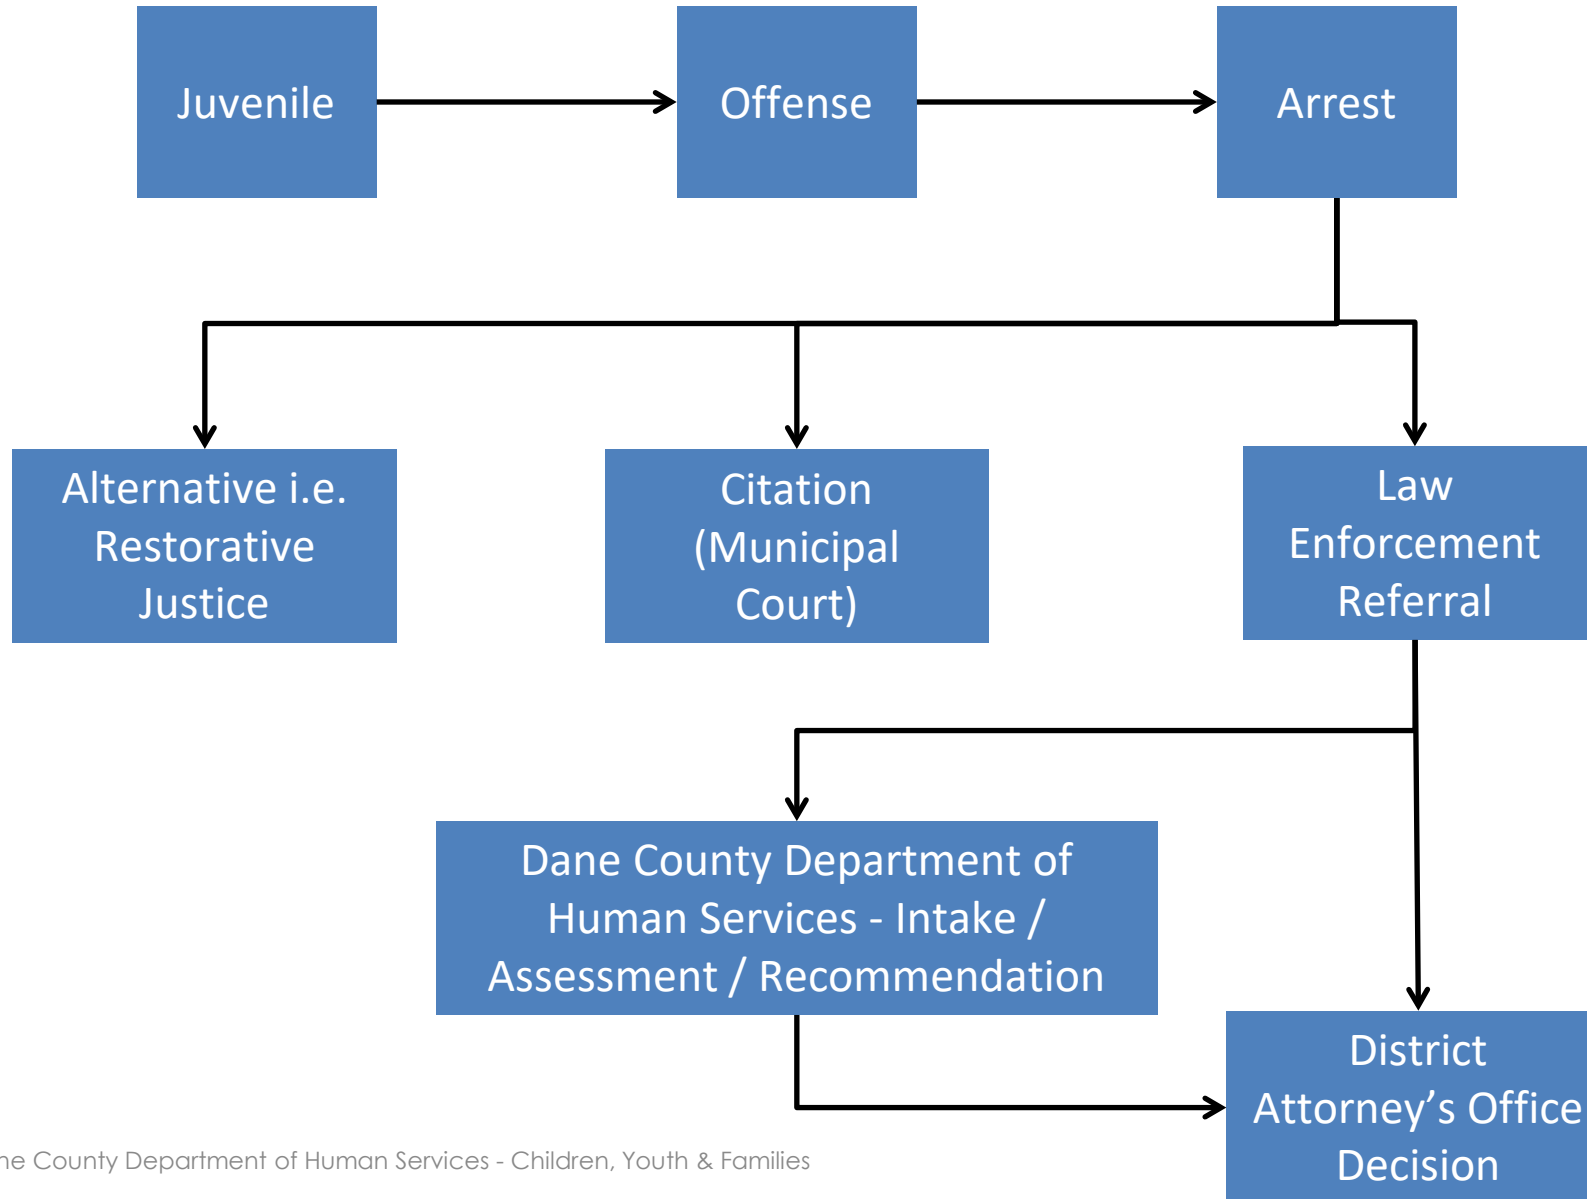 Juvenile
Offense
Arrest
Alternative i.e.
Restorative
Justice
Citation
(Municipal
Court)
Law
Enforcement
Referral
Dane County Department of
Human Services - Intake /
Assessment / Recommendation
District
Attorney’s Office
Decision
ne County Department of Human Services - Children, Youth & Families